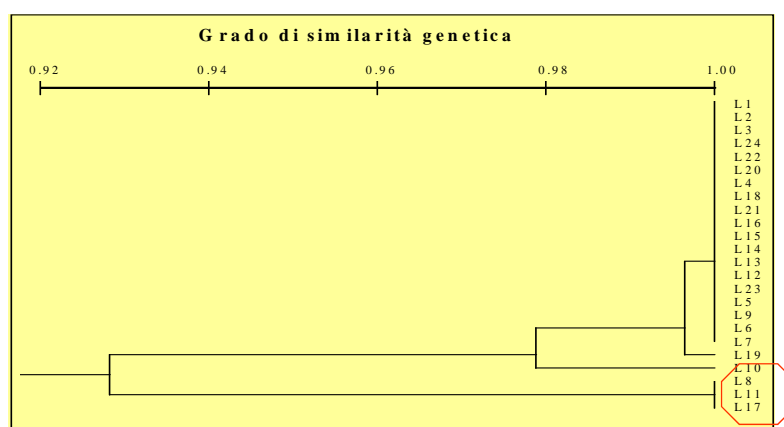 Grado di similarità genetica
0.92 0.94 0.96 0.98 1.00
L1
L2
L3
L24
L22
L20
L4
L18
L21
L16
L15
L14
L13
L12
L23
L5
L9
L6
L7
L19
L10
L8
L11
L17